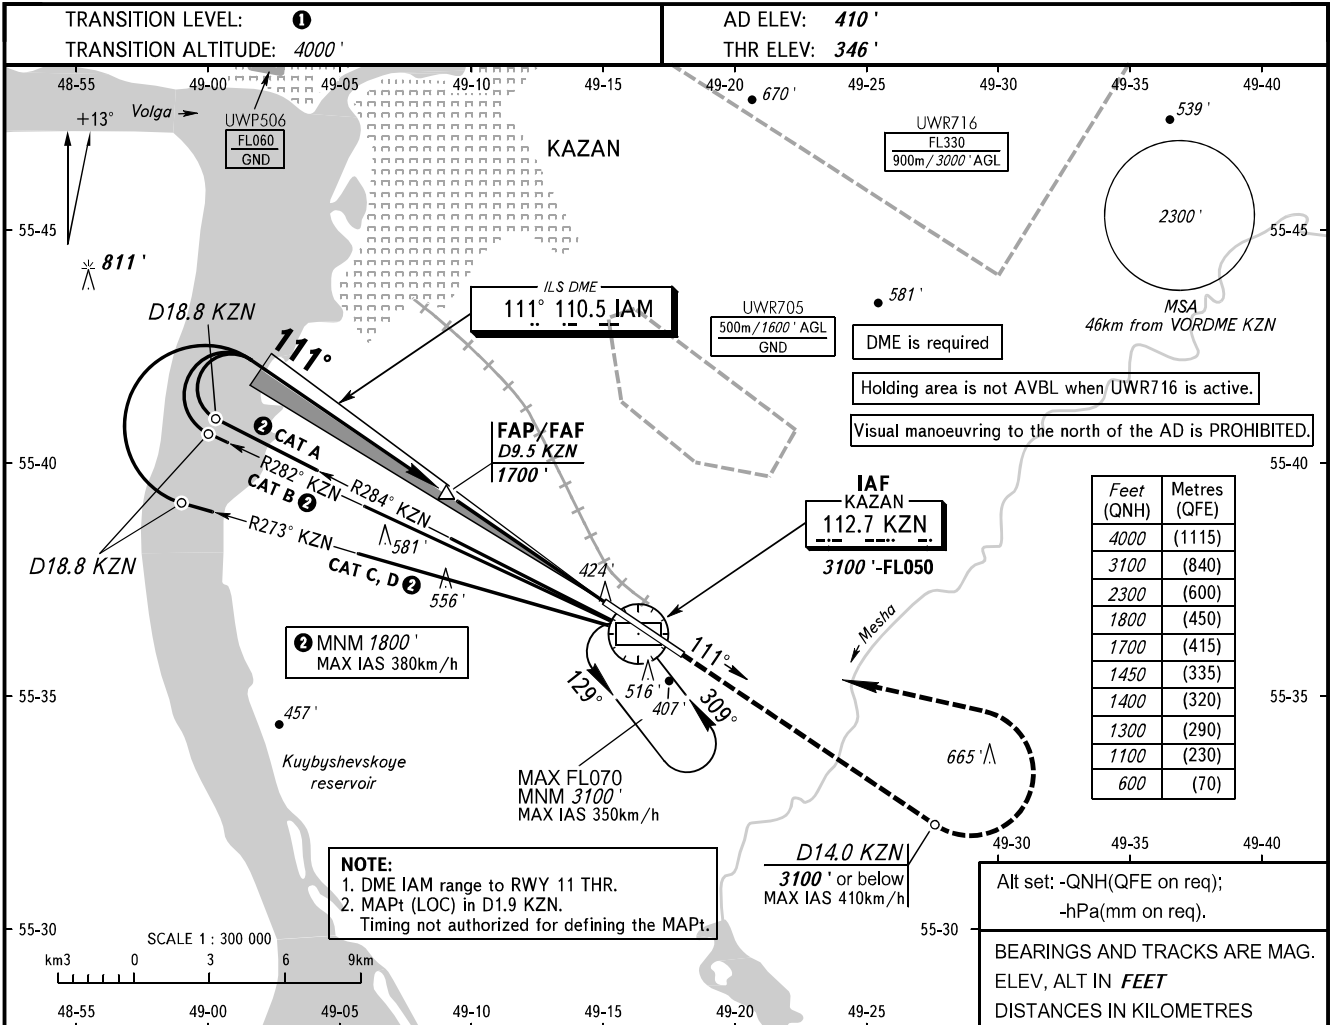 TRANSITION LEVEL: ❶
TRANSITION ALTITUDE: 4000 '
AD ELEV: 410 '
THR ELEV: 346 '
48-55 49-00 49-05 49-10 49-15 49-20 49-25 49-30 49-35 49-40
+13°
Volga
UWP506
FL060
GND
KAZAN
670 '
UWR716
FL330
900m/3000 ' AGL
539 '
2300 '
55-45
55-45
811 '
MSA
46km from VORDME KZN
D18.8 KZN
ILS DME
111° 110.5 IAM
111°
581 '
UWR705
500m/1600 ' AGL
GND
DME is required
Holding area is not AVBL when UWR716 is active.
Visual manoeuvring to the north of the AD is PROHIBITED.
FAP/FAF
D9.5 KZN
1700 '
❷ CAT A
R284° KZN
R282° KZN
CAT B ❷
R273° KZN
CAT C, D ❷
55-40
55-40
D18.8 KZN
581 '
556 '
424 '
IAF
KAZAN
112.7 KZN
3100 '-FL050
Feet (QNH) Metres (QFE)
4000 (1115)
3100 (840)
2300 (600)
1800 (450)
1700 (415)
1450 (335)
1400 (320)
1300 (290)
1100 (230)
600 (70)
Mesha
❷ MNM 1800 '
MAX IAS 380km/h
111°
129°
309°
516 '
407 '
55-35
55-35
457 '
Kuybyshevskoye
reservoir
665 '
MAX FL070
MNM 3100 '
MAX IAS 350km/h
D14.0 KZN
3100 ' or below
MAX IAS 410km/h
49-30 49-35 49-40
NOTE:
1. DME IAM range to RWY 11 THR.
2. MAPt (LOC) in D1.9 KZN.
Timing not authorized for defining the MAPt.
Alt set: -QNH(QFE on req);
-hPa(mm on req).
55-30
55-30
SCALE 1 : 300 000
km3 0 3 6 9km
BEARINGS AND TRACKS ARE MAG.
ELEV, ALT IN FEET
DISTANCES IN KILOMETRES
48-55 49-00 49-05 49-10 49-15 49-20 49-25